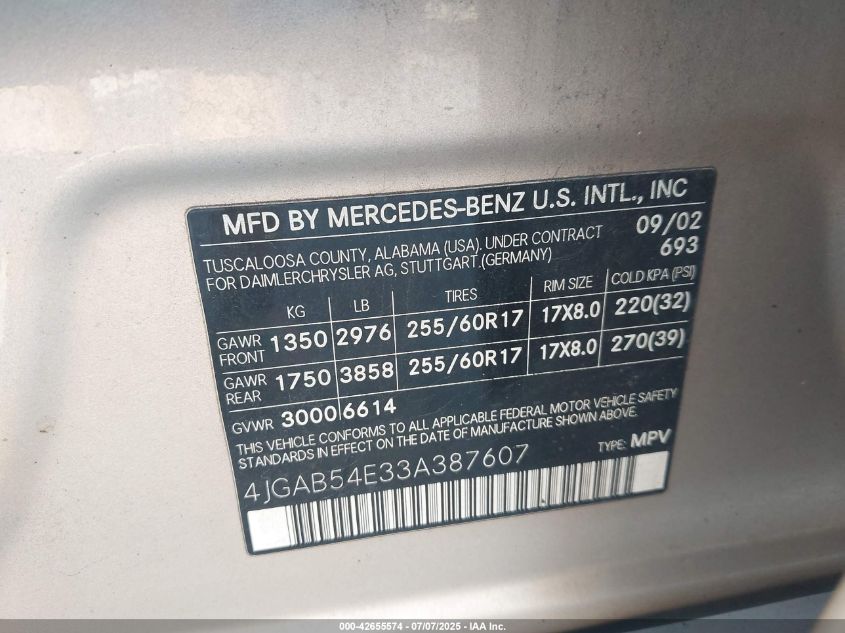 MFD BY MERCEDES-BENZ U.S. INTL., INC
TUSCALOOSA COUNTY, ALABAMA (USA). UNDER CONTRACT 09/02
FOR DAIMLERCHRYSLER AG, STUTTGART.(GERMANY) 693
KG LB TIRES RIM SIZE COLD KPA (PSI)
GAWR FRONT 1350 2976 255/60R17 17X8.0 220(32)
GAWR REAR 1750 3858 255/60R17 17X8.0 270(39)
GVWR 3000 6614
THIS VEHICLE CONFORMS TO ALL APPLICABLE FEDERAL MOTOR VEHICLE SAFETY
STANDARDS IN EFFECT ON THE DATE OF MANUFACTURE SHOWN ABOVE.
4JGAB54E33A387607 TYPE: MPV
000-42655574 - 07/07/2025 - IAA Inc.